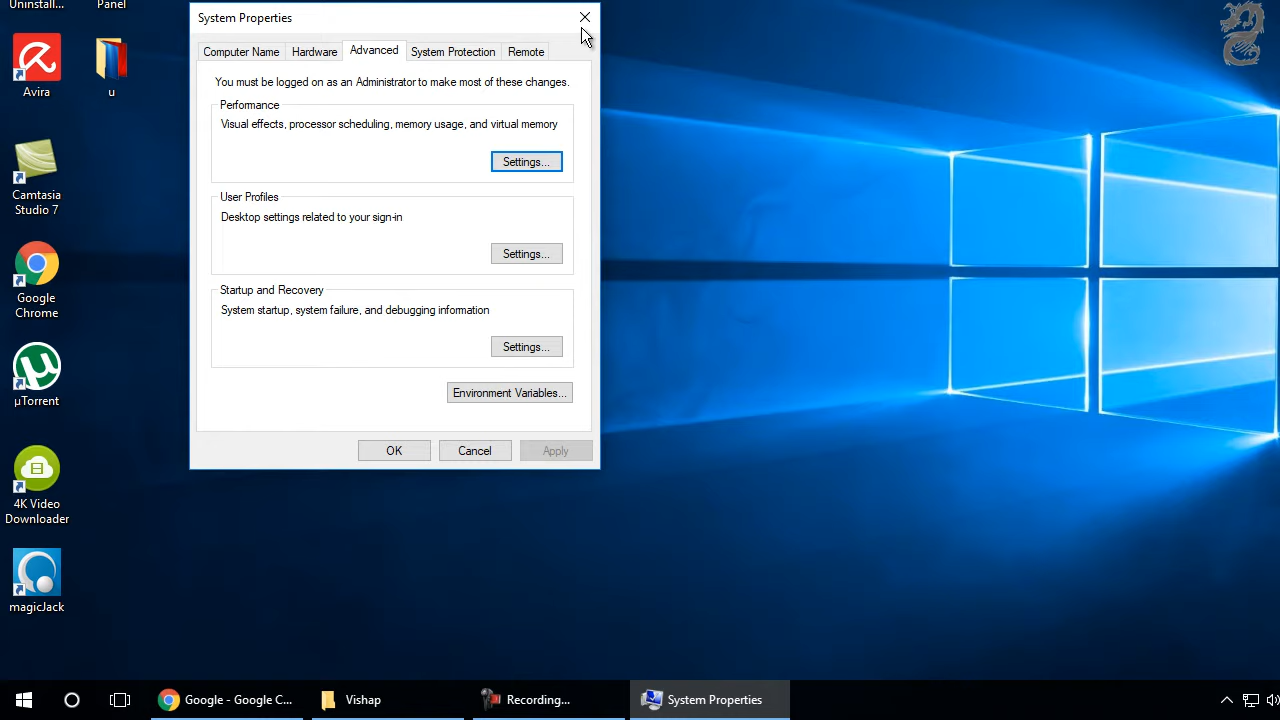 Uninstall...
Panel
Avira
u
Camtasia
Studio 7
Google
Chrome
µTorrent
4K Video
Downloader
magicJack
System Properties
Computer Name
Hardware
Advanced
System Protection
Remote
You must be logged on as an Administrator to make most of these changes.
Performance
Visual effects, processor scheduling, memory usage, and virtual memory
Settings...
User Profiles
Desktop settings related to your sign-in
Settings...
Startup and Recovery
System startup, system failure, and debugging information
Settings...
Environment Variables...
OK
Cancel
Apply
Google - Google C...
Vishap
Recording...
System Properties